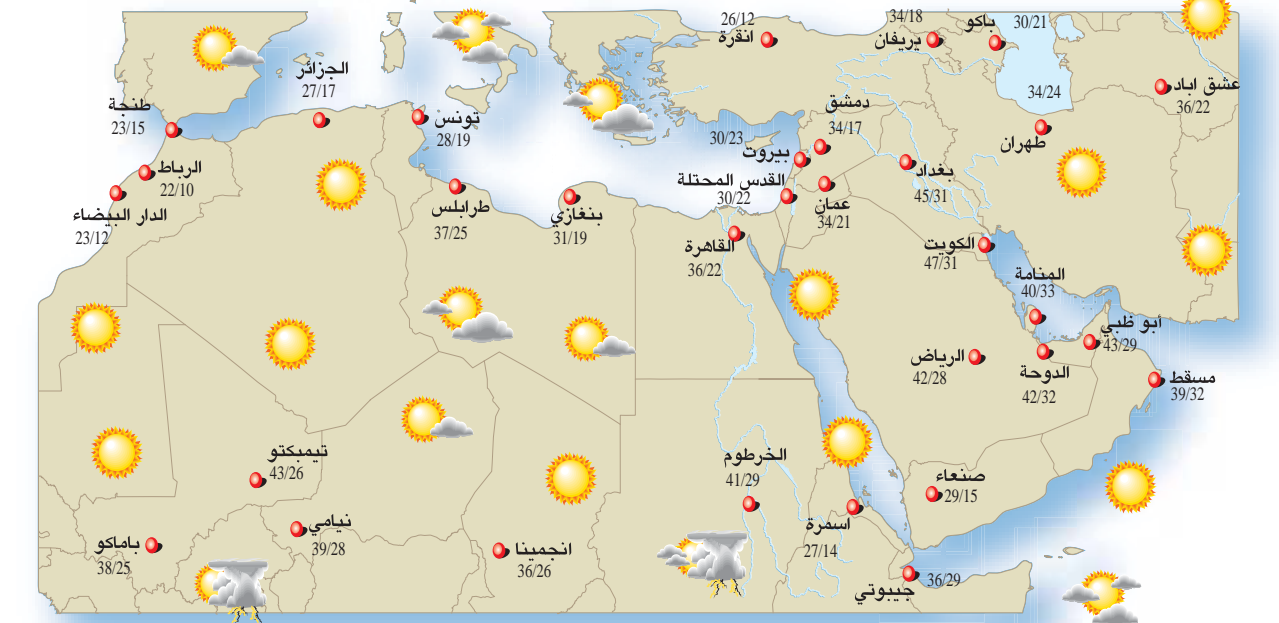 26/12
انقرة
34/18
يريفان
باكو
30/21
عشق اباد
36/22
34/24
طهران
الجزائر
27/17
طنجة
23/15
تونس
28/19
دمشق
34/17
30/23
بيروت
بغداد
45/31
الرباط
22/10
القدس المحتلة
30/22
عمان
34/21
الدار البيضاء
23/12
طرابلس
37/25
بنغازي
31/19
القاهرة
36/22
الكويت
47/31
المنامة
40/33
أبو ظبي
43/29
الرياض
42/28
الدوحة
42/32
مسقط
39/32
تيمبكتو
43/26
الخرطوم
41/29
صنعاء
29/15
نيامي
39/28
باماكو
38/25
انجمينا
36/26
اسمرة
27/14
36/29
جيبوتي